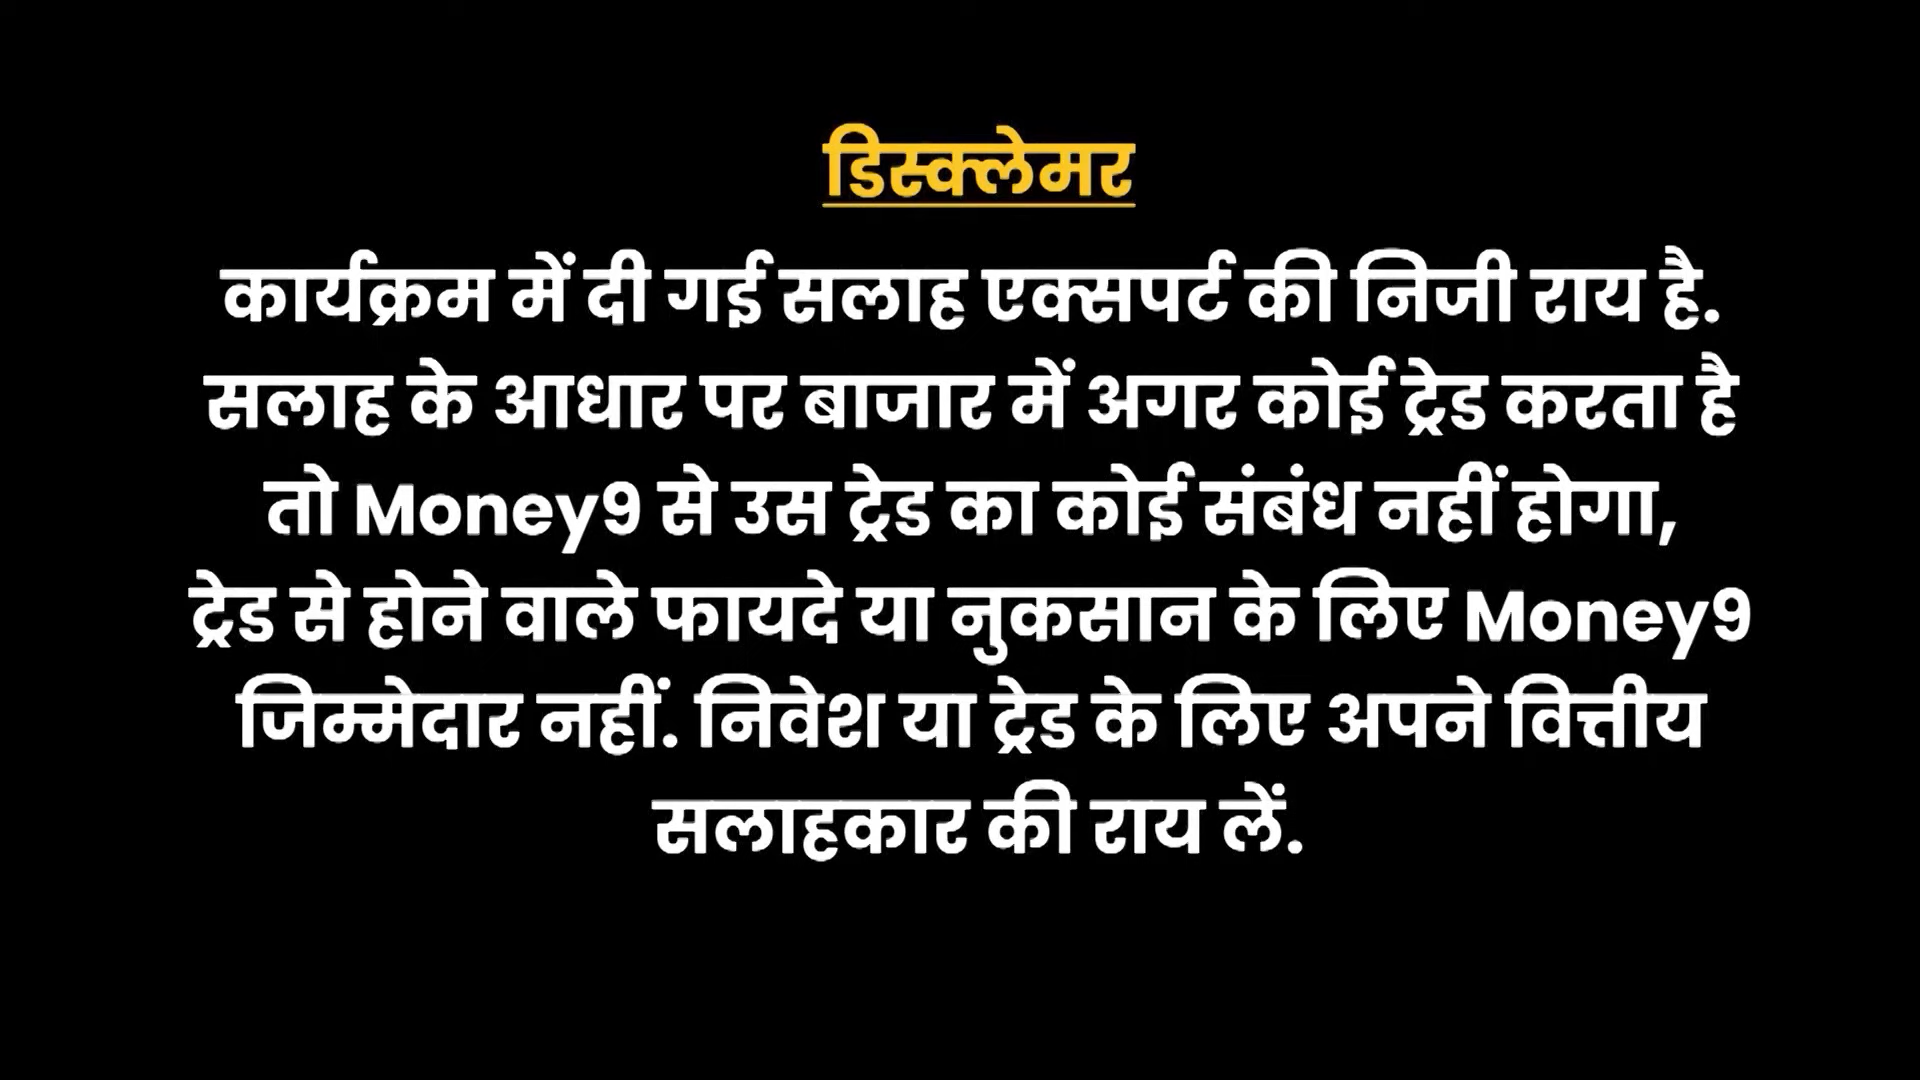 डिस्क्लेमर
कार्यक्रम में दी गई सलाह एक्सपर्ट की निजी राय है.
सलाह के आधार पर बाजार में अगर कोई ट्रेड करता है
तो Money9 से उस ट्रेड का कोई संबंध नहीं होगा,
ट्रेड से होने वाले फायदे या नुकसान के लिए Money9
जिम्मेदार नहीं. निवेश या ट्रेड के लिए अपने वित्तीय
सलाहकार की राय लें.